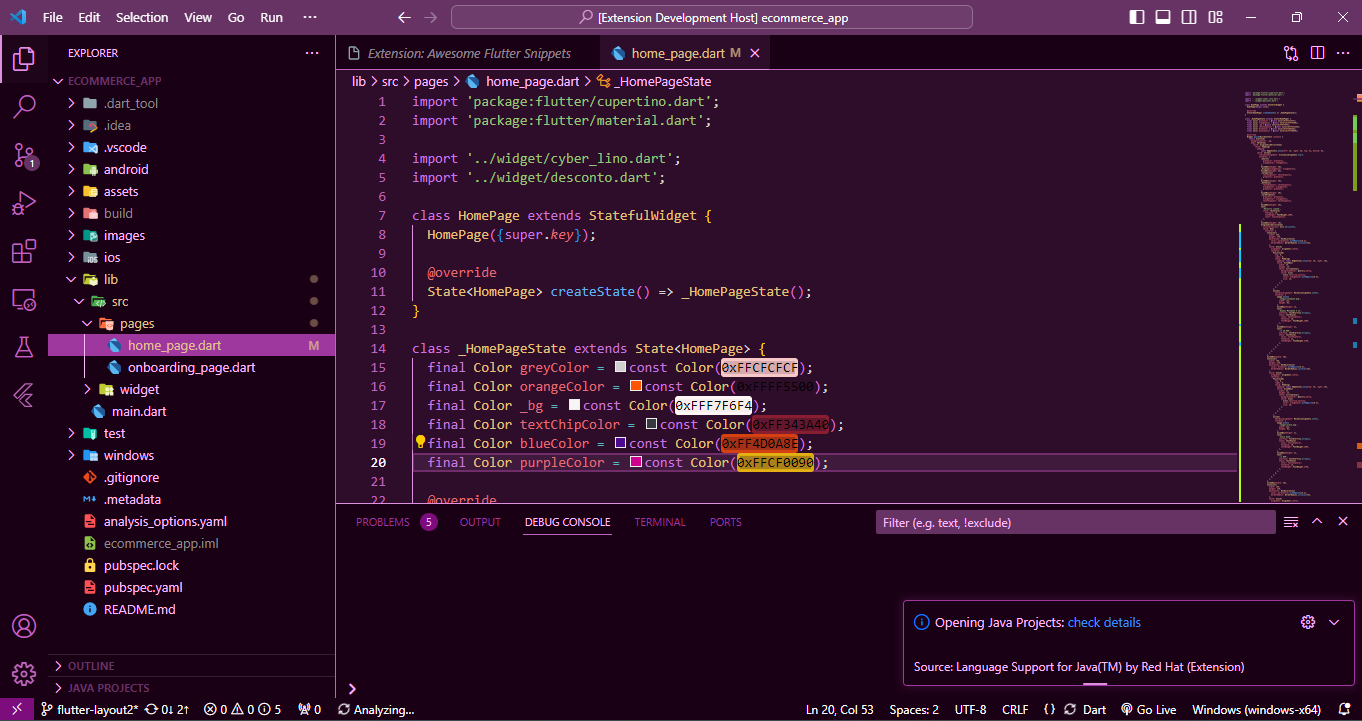 File Edit Selection View Go Run ···
[Extension Development Host] ecommerce_app
EXPLORER
ECOMMERCE_APP
.dart_tool
.idea
.vscode
android
assets
build
images
ios
lib
src
pages
home_page.dart M
onboarding_page.dart
widget
main.dart
test
windows
.gitignore
.metadata
analysis_options.yaml
ecommerce_app.iml
pubspec.lock
pubspec.yaml
README.md
OUTLINE
JAVA PROJECTS
1
Extension: Awesome Flutter Snippets
home_page.dart M
lib > src > pages > home_page.dart > _HomePageState
1 import 'package:flutter/cupertino.dart';
2 import 'package:flutter/material.dart';
3
4 import '../widget/cyber_lino.dart';
5 import '../widget/desconto.dart';
6
7 class HomePage extends StatefulWidget {
8 HomePage({super.key});
9
10 @override
11 State<HomePage> createState() => _HomePageState();
12 }
13
14 class _HomePageState extends State<HomePage> {
15 final Color greyColor = const Color(0xFFCFCFCF);
16 final Color orangeColor = const Color(0xFFFF5500);
17 final Color _bg = const Color(0xFFF7F6F4);
18 final Color textChipColor = const Color(0xFF343A40);
19 final Color blueColor = const Color(0xFF4D0A8E);
20 final Color purpleColor = const Color(0xFFCF0090);
21
22 @override
PROBLEMS 5 OUTPUT DEBUG CONSOLE TERMINAL PORTS
Filter (e.g. text, !exclude)
Opening Java Projects: check details
Source: Language Support for Java(TM) by Red Hat (Extension)
flutter-layout2* 0↓ 2↑ 0 0 5 0 Analyzing... Ln 20, Col 53 Spaces: 2 UTF-8 CRLF {} Dart Go Live Windows (windows-x64)